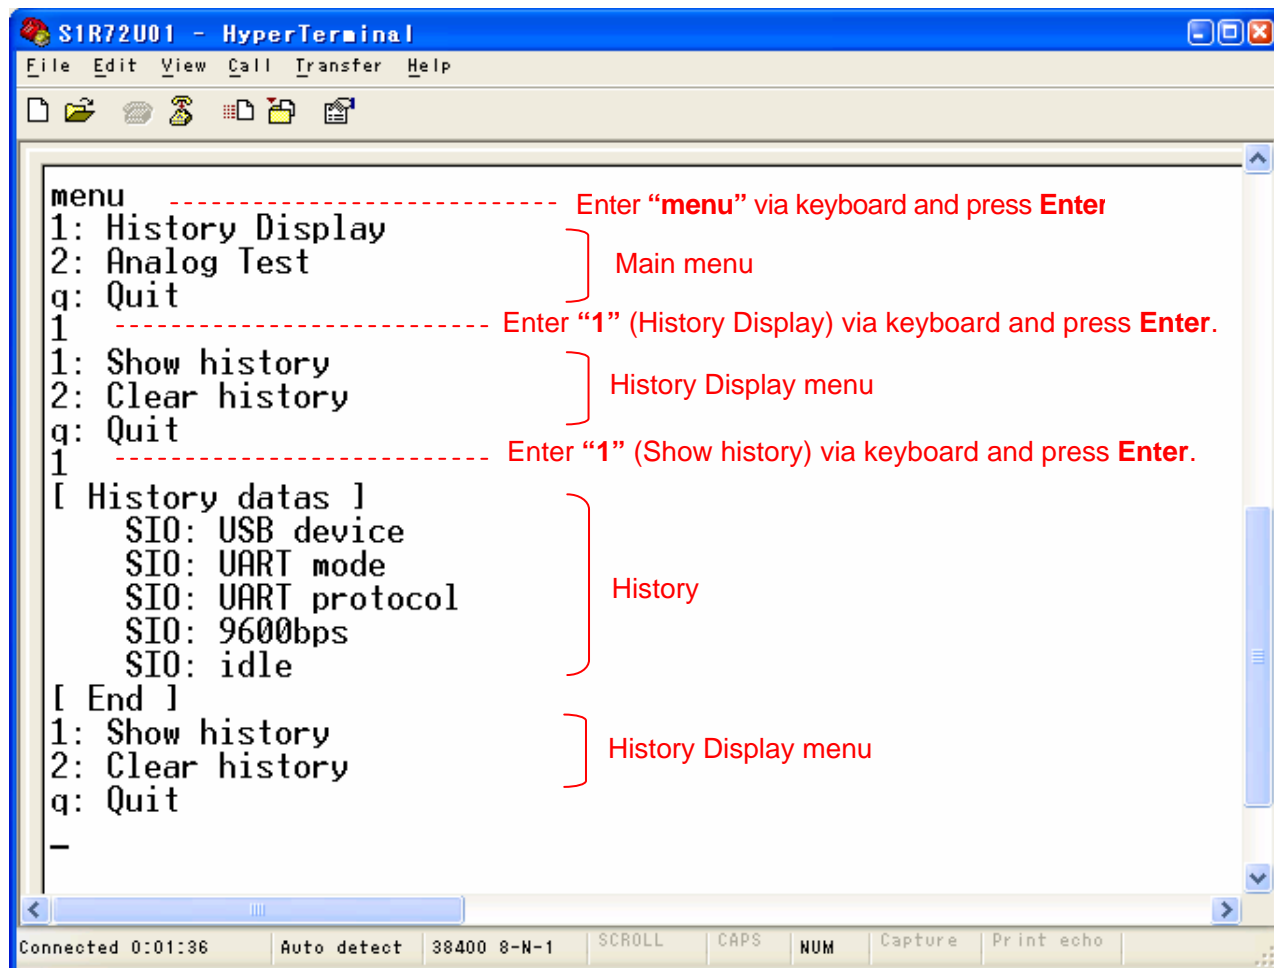 S1R72U01 - HyperTerminal
File Edit View Call Transfer Help
menu
Enter “menu” via keyboard and press Enter
1: History Display
2: Analog Test
Main menu
q: Quit
1
Enter “1” (History Display) via keyboard and press Enter.
1: Show history
2: Clear history
History Display menu
q: Quit
1
Enter “1” (Show history) via keyboard and press Enter.
[ History datas ]
SIO: USB device
SIO: UART mode
SIO: UART protocol
History
SIO: 9600bps
SIO: idle
[ End ]
1: Show history
2: Clear history
History Display menu
q: Quit
_
Connected 0:01:36 Auto detect 38400 8-N-1 SCROLL CAPS NUM Capture Print echo